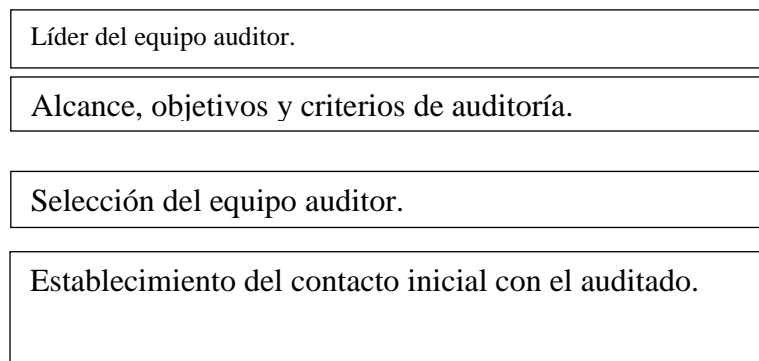 Líder del equipo auditor.
Alcance, objetivos y criterios de auditoría.
Selección del equipo auditor.
Establecimiento del contacto inicial con el auditado.